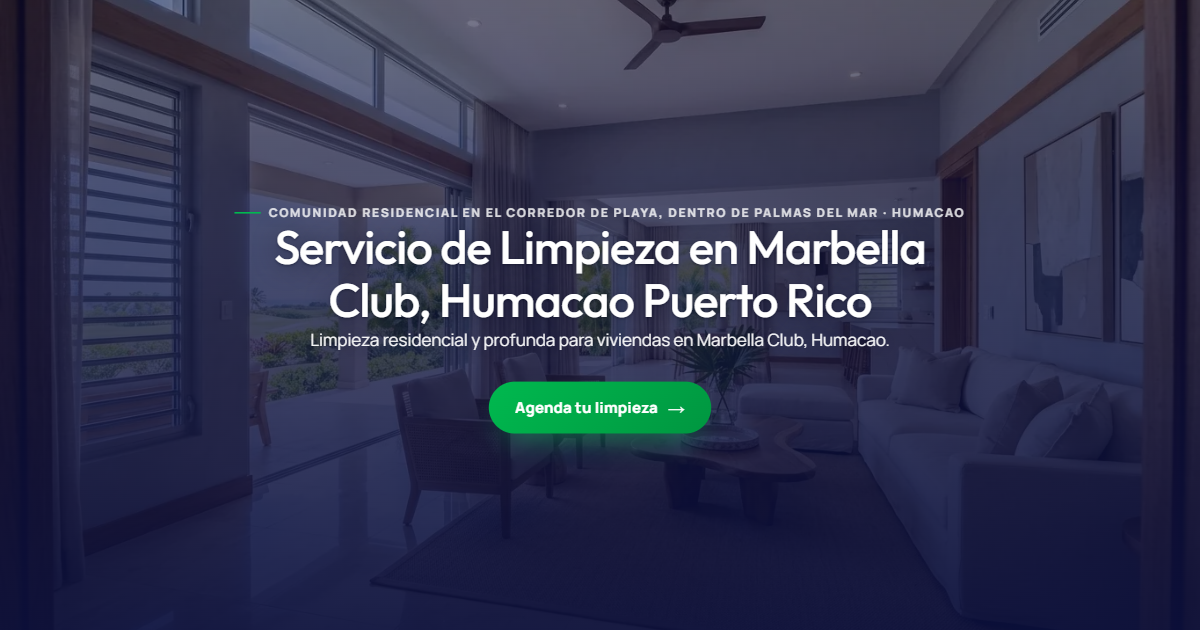 COMUNIDAD RESIDENCIAL EN EL CORREDOR DE PLAYA, DENTRO DE PALMAS DEL MAR · HUMACAO
Servicio de Limpieza en Marbella
Club, Humacao Puerto Rico
Limpieza residencial y profunda para viviendas en Marbella Club, Humacao.
Agenda tu limpieza →